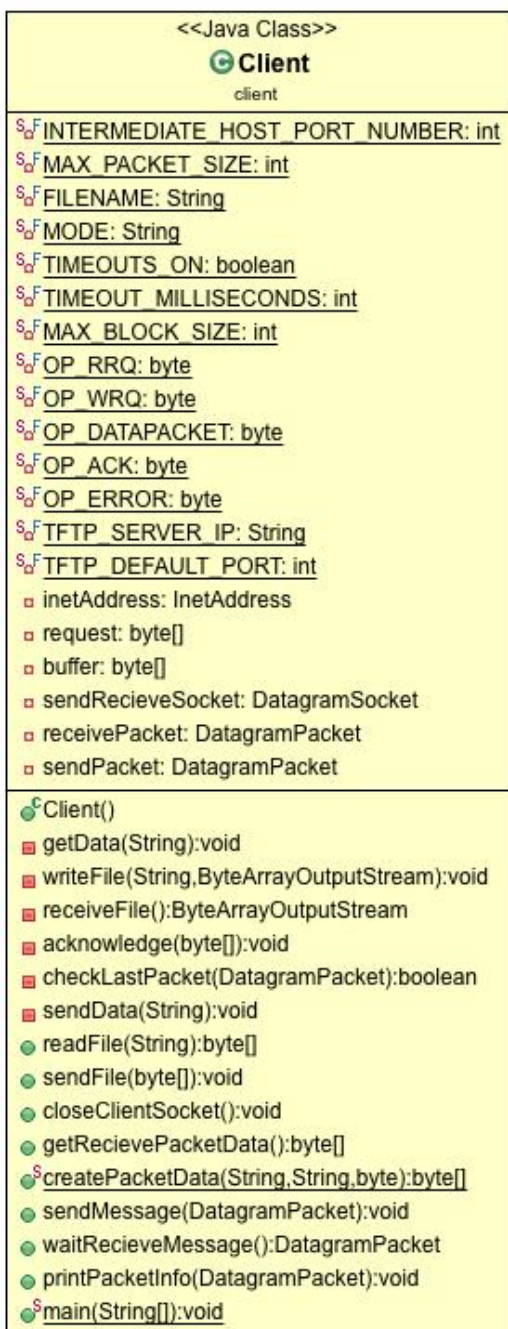 <<Java Class>>
Client
client
INTERMEDIATE_HOST_PORT_NUMBER: int
MAX_PACKET_SIZE: int
FILENAME: String
MODE: String
TIMEOUTS_ON: boolean
TIMEOUT_MILLISECONDS: int
MAX_BLOCK_SIZE: int
OP_RRQ: byte
OP_WRQ: byte
OP_DATAPACKET: byte
OP_ACK: byte
OP_ERROR: byte
TFTP_SERVER_IP: String
TFTP_DEFAULT_PORT: int
inetAddress: InetAddress
request: byte[]
buffer: byte[]
sendRecieveSocket: DatagramSocket
receivePacket: DatagramPacket
sendPacket: DatagramPacket
Client()
getData(String):void
writeFile(String,ByteArrayOutputStream):void
receiveFile():ByteArrayOutputStream
acknowledge(byte[]):void
checkLastPacket(DatagramPacket):boolean
sendData(String):void
readFile(String):byte[]
sendFile(byte[]):void
closeClientSocket():void
getRecievePacketData():byte[]
createPacketData(String,String,byte):byte[]
sendMessage(DatagramPacket):void
waitRecieveMessage():DatagramPacket
printPacketInfo(DatagramPacket):void
main(String[]):void